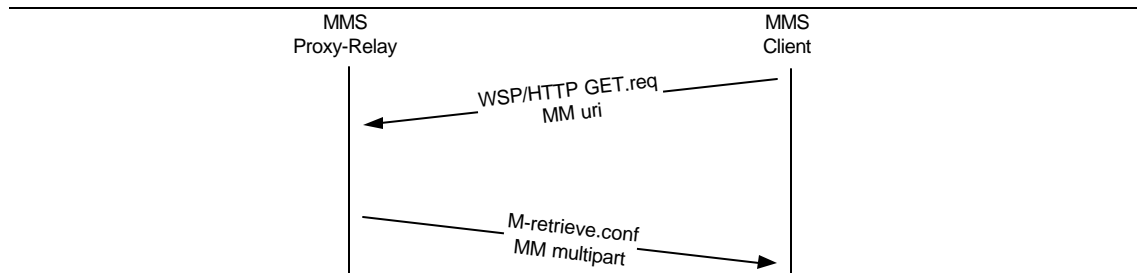 MMS
Proxy-Relay
MMS
Client
WSP/HTTP GET.req
MM uri
M-retrieve.conf
MM multipart